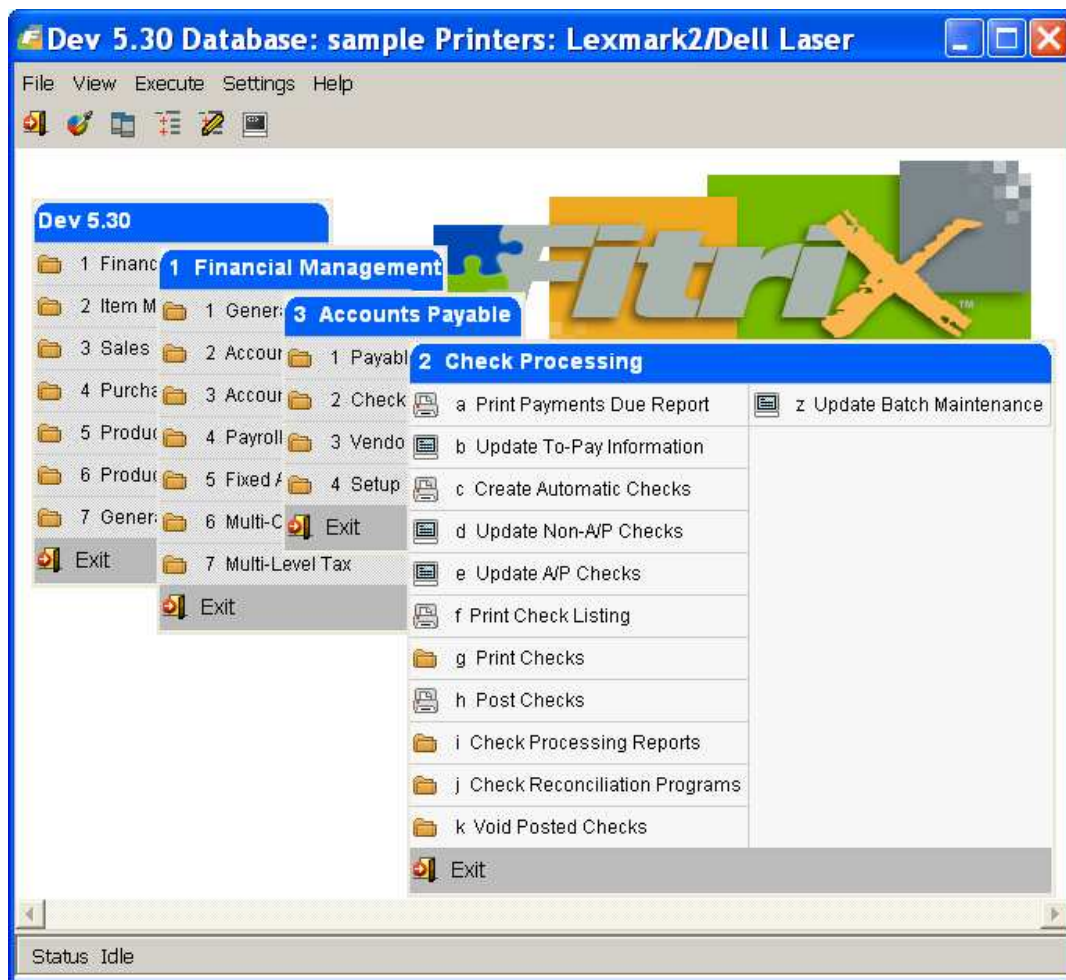 Dev 5.30 Database: sample Printers: Lexmark2/Dell Laser
File View Execute Settings Help
Fitrix
TM
Dev 5.30
1 Financ
2 Item M
3 Sales
4 Purcha
5 Produc
6 Produc
7 Genera
Exit
1 Financial Management
1 Genera
2 Accour
3 Accour
4 Payroll
5 Fixed A
6 Multi-C
7 Multi-Level Tax
Exit
3 Accounts Payable
1 Payabl
2 Check
3 Vendo
4 Setup
Exit
2 Check Processing
a Print Payments Due Report
b Update To-Pay Information
c Create Automatic Checks
d Update Non-A/P Checks
e Update A/P Checks
f Print Check Listing
g Print Checks
h Post Checks
i Check Processing Reports
j Check Reconciliation Programs
k Void Posted Checks
z Update Batch Maintenance
Exit
Status Idle